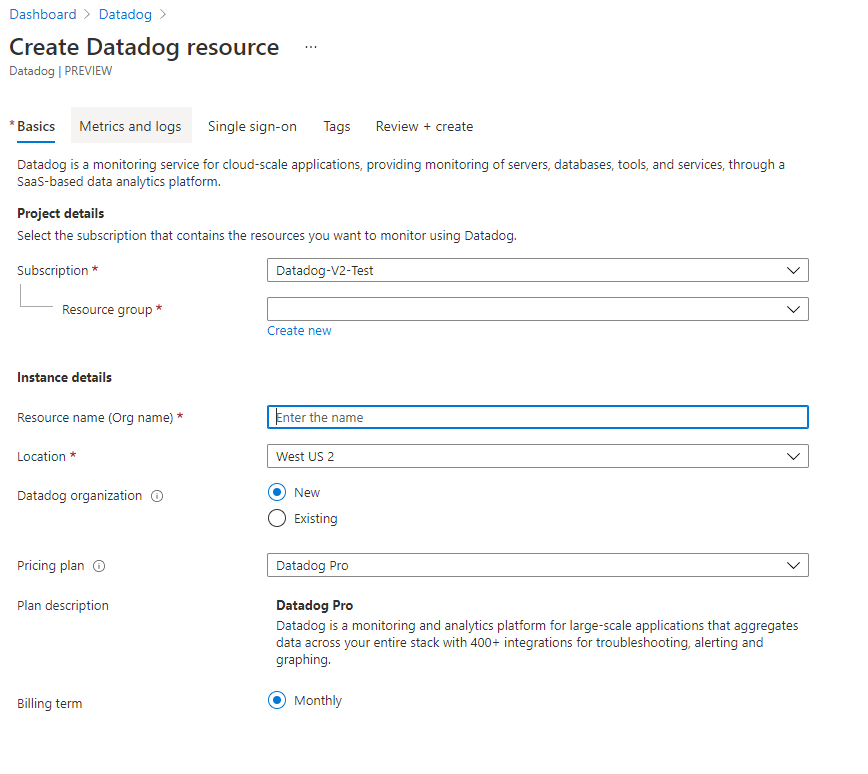 Dashboard > Datadog >
Create Datadog resource ...
Datadog | PREVIEW
* Basics Metrics and logs Single sign-on Tags Review + create
Datadog is a monitoring service for cloud-scale applications, providing monitoring of servers, databases, tools, and services, through a
SaaS-based data analytics platform.
Project details
Select the subscription that contains the resources you want to monitor using Datadog.
Subscription * Datadog-V2-Test
Resource group *
Create new
Instance details
Resource name (Org name) * Enter the name
Location * West US 2
Datadog organization New
Existing
Pricing plan Datadog Pro
Plan description Datadog Pro
Datadog is a monitoring and analytics platform for large-scale applications that aggregates
data across your entire stack with 400+ integrations for troubleshooting, alerting and
graphing.
Billing term Monthly